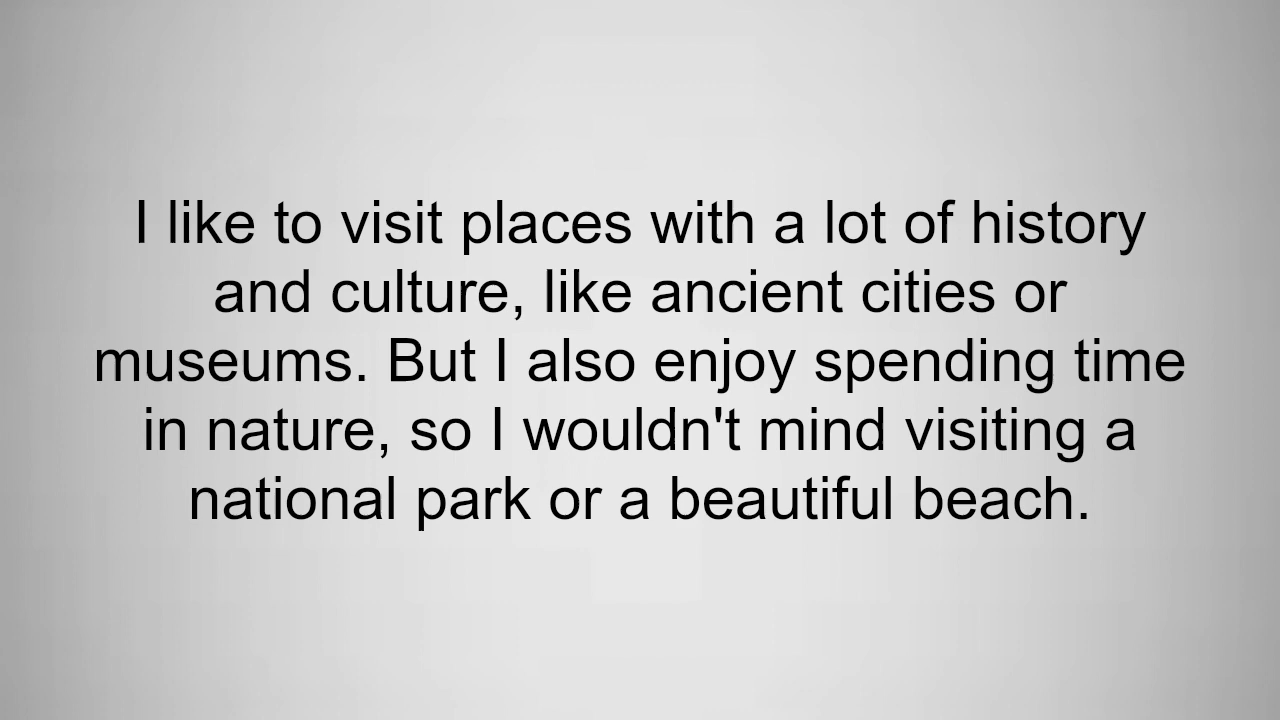 I like to visit places with a lot of history
and culture, like ancient cities or
museums. But I also enjoy spending time
in nature, so I wouldn't mind visiting a
national park or a beautiful beach.